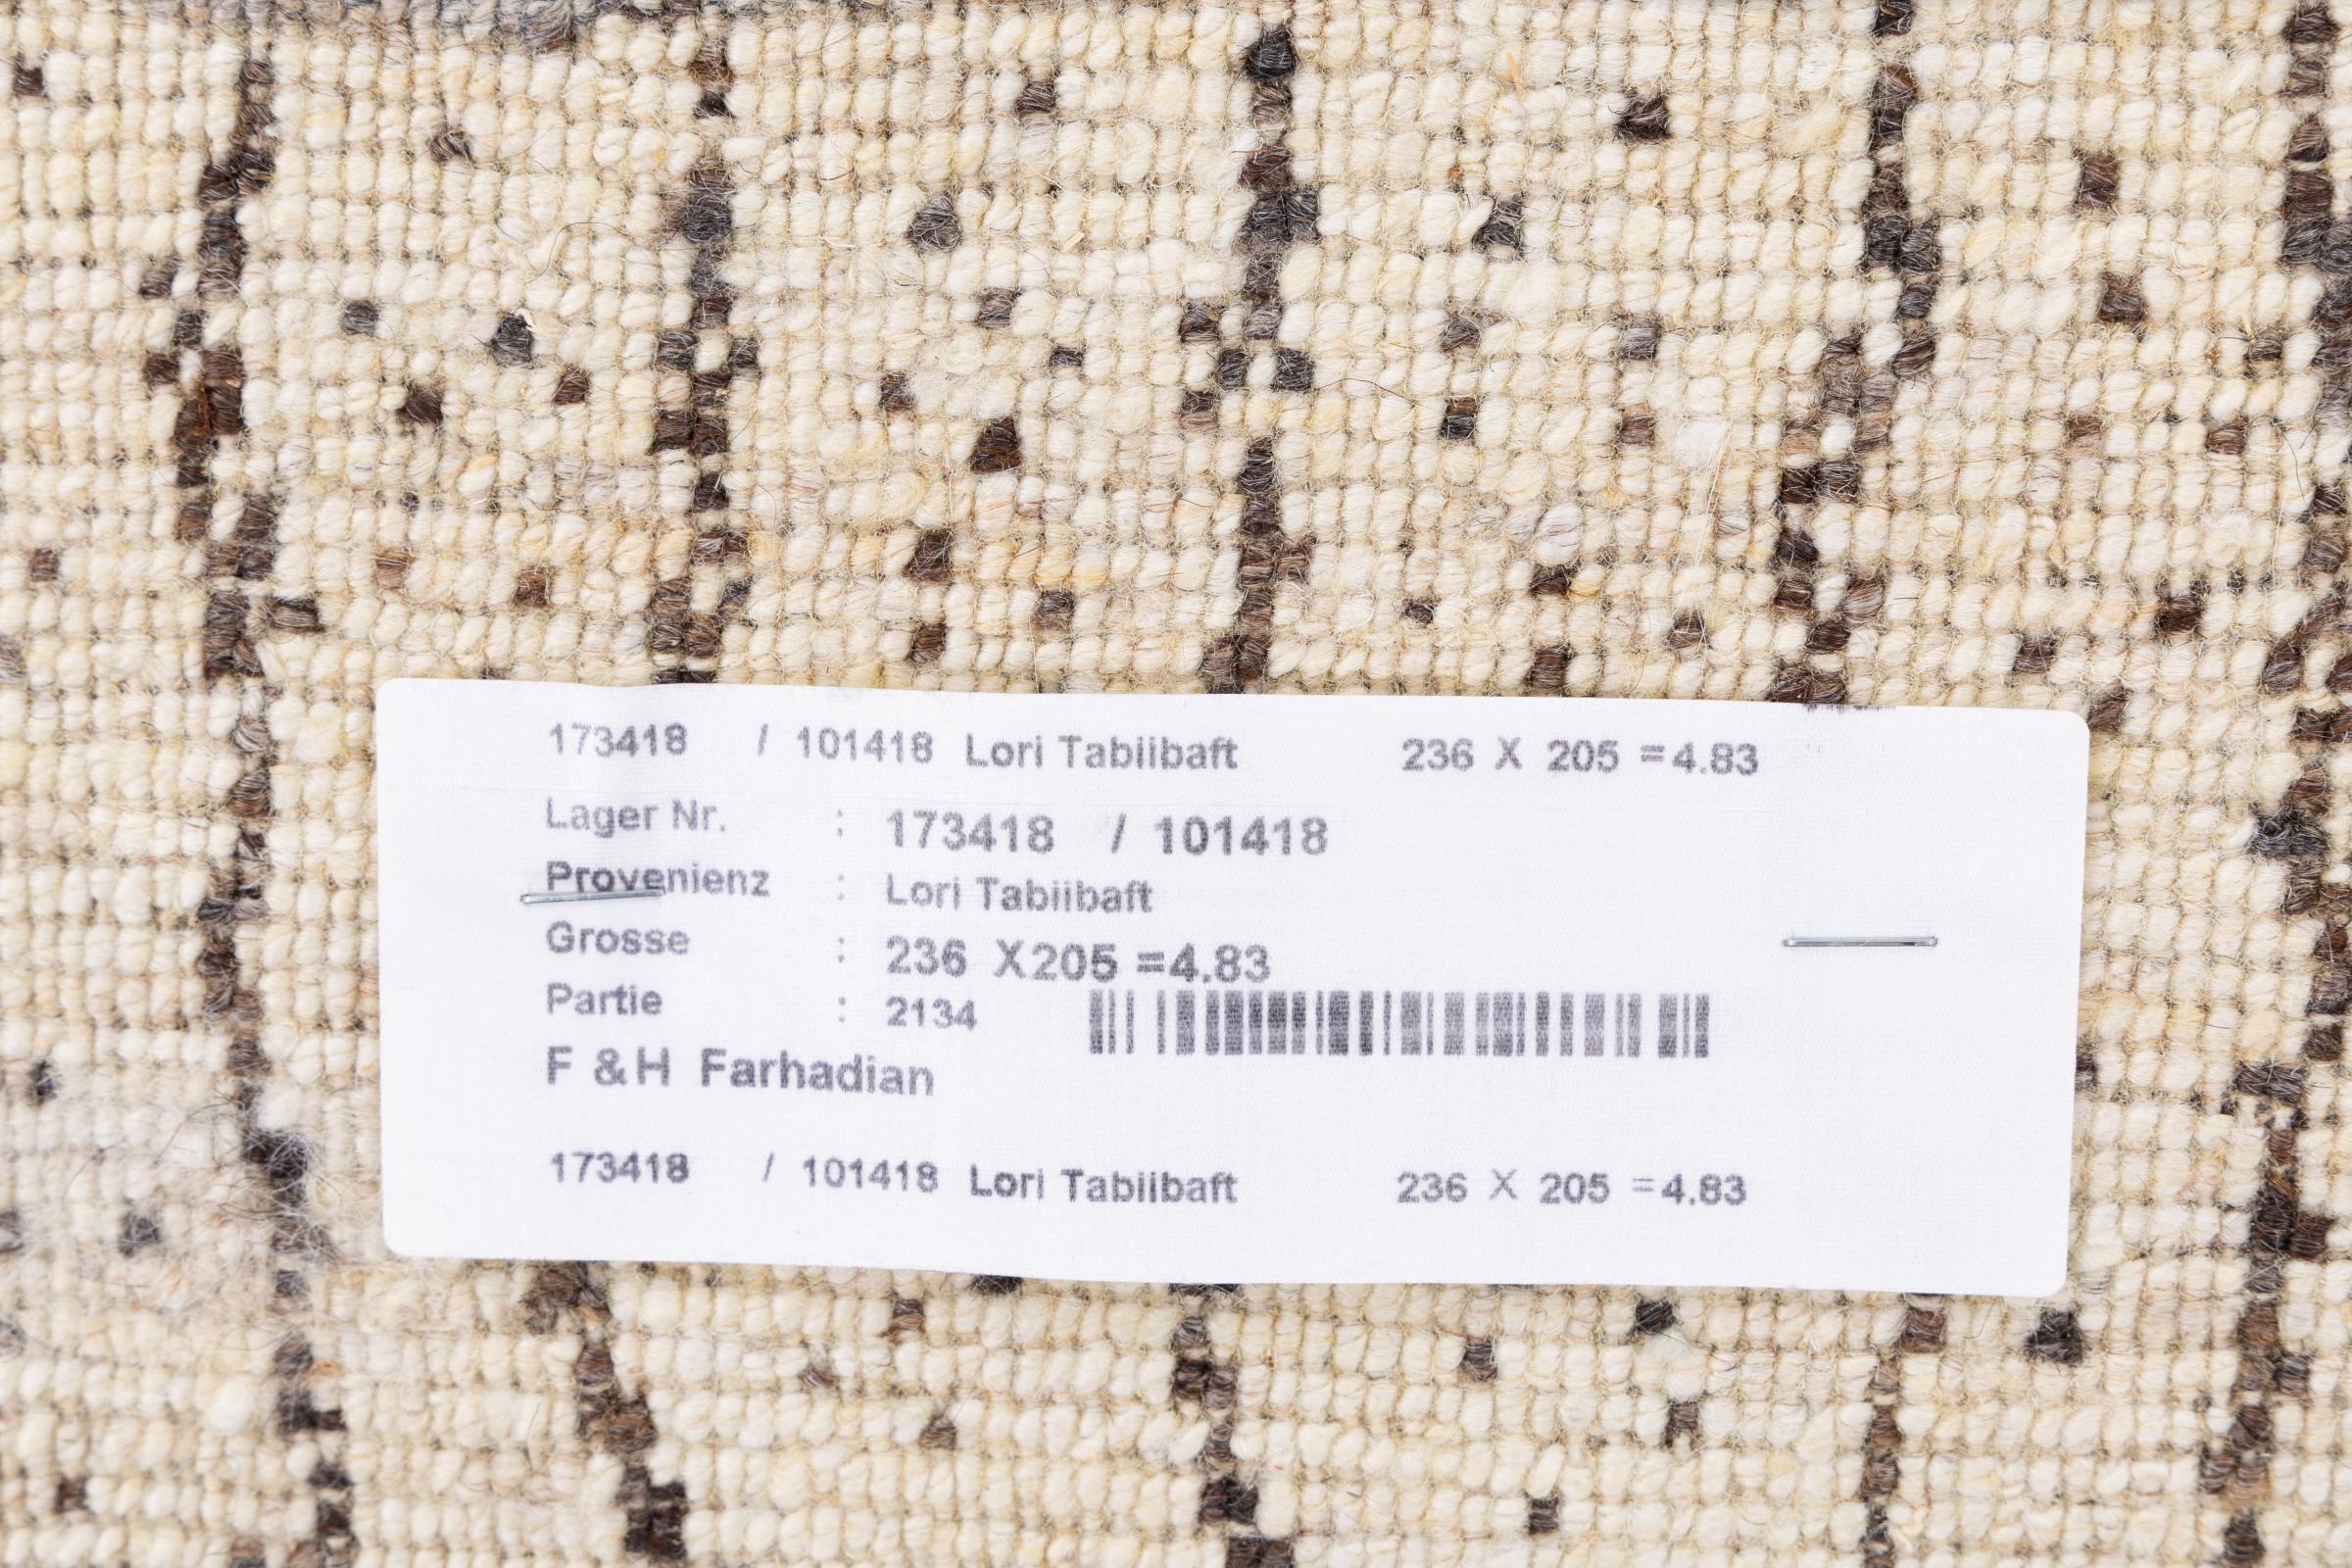 173418 / 101418 Lori Tabiibaft 236 X 205 =4.83
Lager Nr. : 173418 / 101418
Provenienz : Lori Tabiibaft
Grosse : 236 X205 =4.83
Partie : 2134
F &H Farhadian
173418 / 101418 Lori Tabiibaft 236 X 205 =4.83